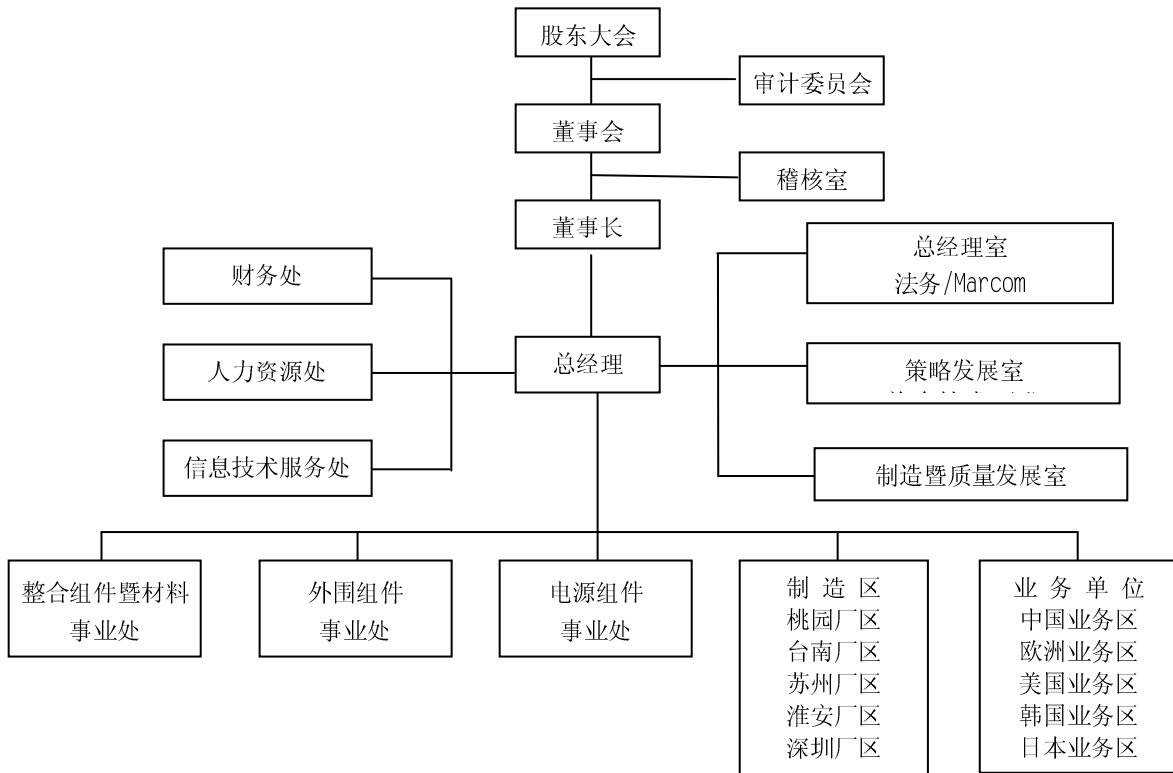 股东大会
审计委员会
董事会
稽核室
董事长
财务处
总经理室
法务/Marcom
人力资源处
总经理
策略发展室
信息技术服务处
制造暨质量发展室
整合组件暨材料
事业处
外围组件
事业处
电源组件
事业处
制 造 区
桃园厂区
台南厂区
苏州厂区
淮安厂区
深圳厂区
业 务 单 位
中国业务区
欧洲业务区
美国业务区
韩国业务区
日本业务区